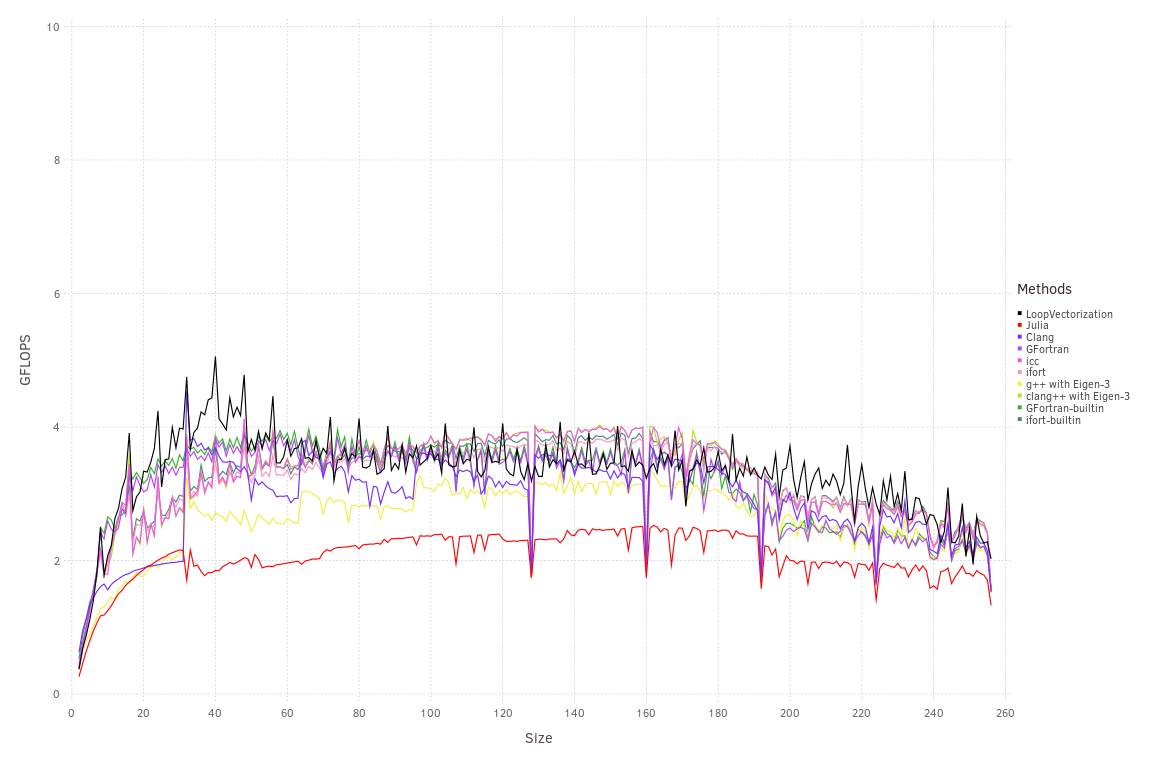 10
8
6
4
2
0
GFLOPS
0 20 40 60 80 100 120 140 160 180 200 220 240 260
Size
Methods
LoopVectorization
Julia
Clang
GFortran
icc
ifort
g++ with Eigen-3
clang++ with Eigen-3
GFortran-builtin
ifort-builtin